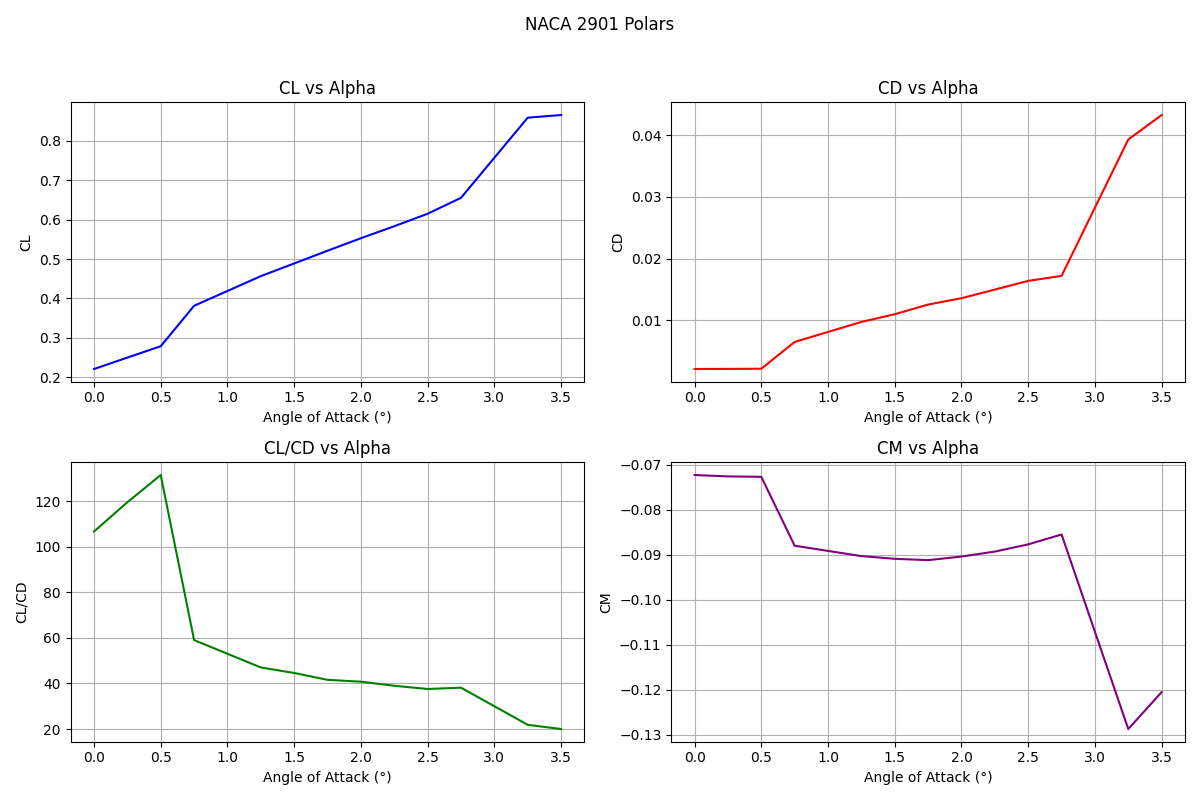 NACA 2901 Polars
CL vs Alpha
CL
0.8
0.7
0.6
0.5
0.4
0.3
0.2
0.0 0.5 1.0 1.5 2.0 2.5 3.0 3.5
Angle of Attack (°)
CD vs Alpha
CD
0.04
0.03
0.02
0.01
0.0 0.5 1.0 1.5 2.0 2.5 3.0 3.5
Angle of Attack (°)
CL/CD vs Alpha
CL/CD
120
100
80
60
40
20
0.0 0.5 1.0 1.5 2.0 2.5 3.0 3.5
Angle of Attack (°)
CM vs Alpha
CM
−0.07
−0.08
−0.09
−0.10
−0.11
−0.12
−0.13
0.0 0.5 1.0 1.5 2.0 2.5 3.0 3.5
Angle of Attack (°)